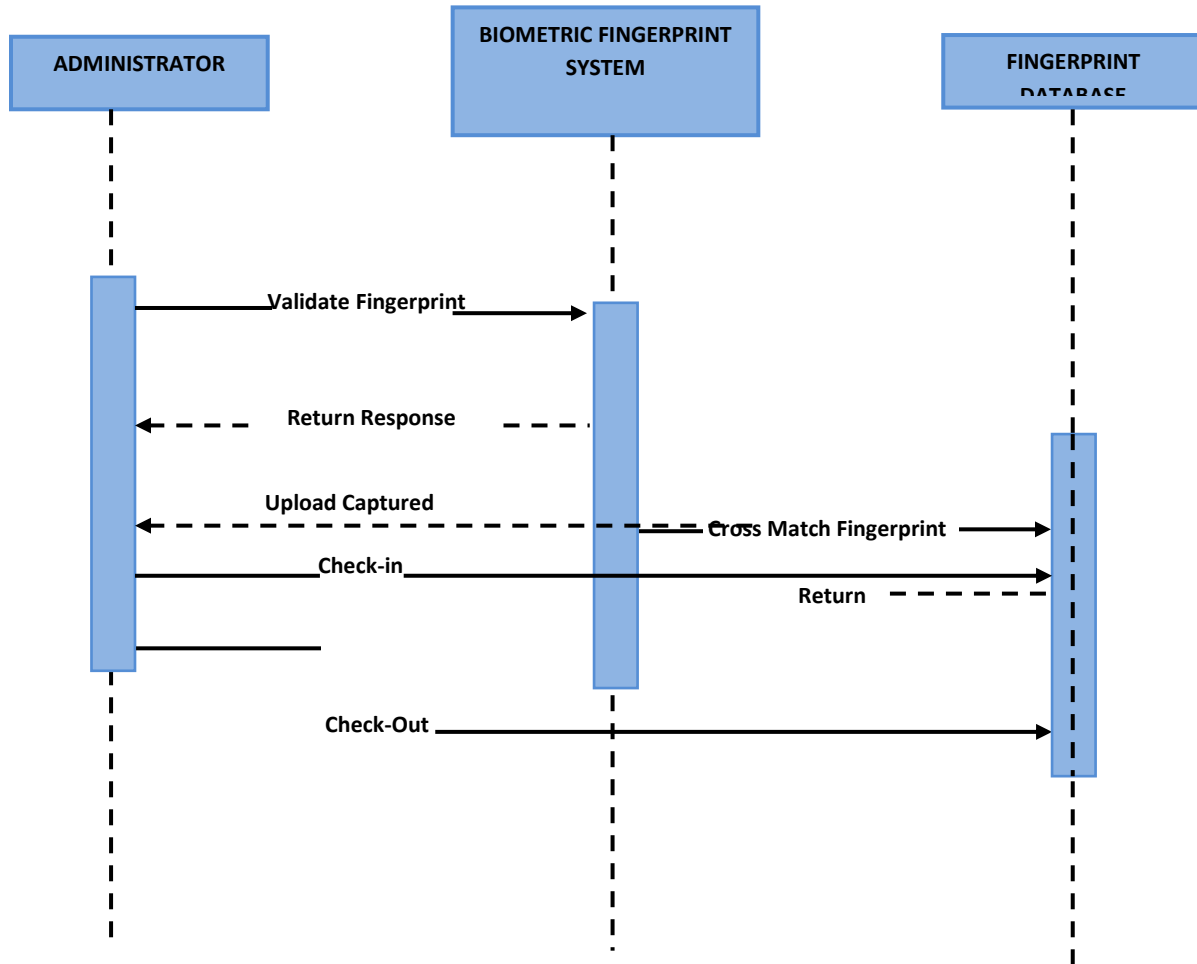 ADMINISTRATOR
BIOMETRIC FINGERPRINT
SYSTEM
FINGERPRINT
DATABASE
Validate Fingerprint
Return Response
Upload Captured
Cross Match Fingerprint
Check-in
Return
Check-Out